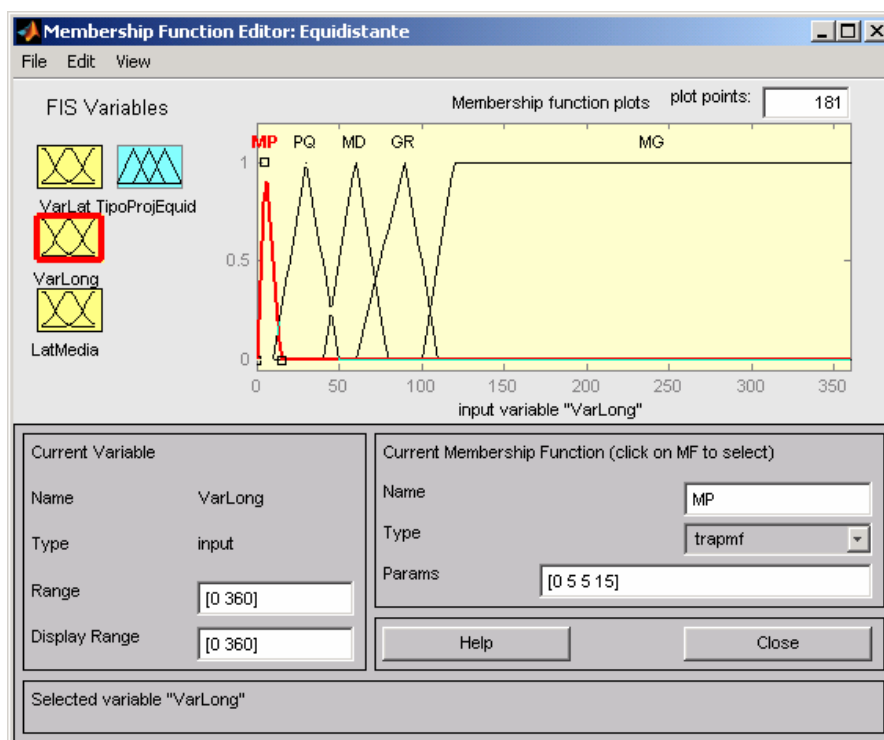 Membership Function Editor: Equidistante
File Edit View
FIS Variables
VarLat TipoProjEquid
VarLong
LatMedia
Membership function plots plot points: 181
MP PQ MD GR MG
1
0.5
0
0 50 100 150 200 250 300 350
input variable "VarLong"
Current Variable
Name VarLong
Type input
Range [0 360]
Display Range [0 360]
Current Membership Function (click on MF to select)
Name MP
Type trapmf
Params [0 5 5 15]
Help Close
Selected variable "VarLong"